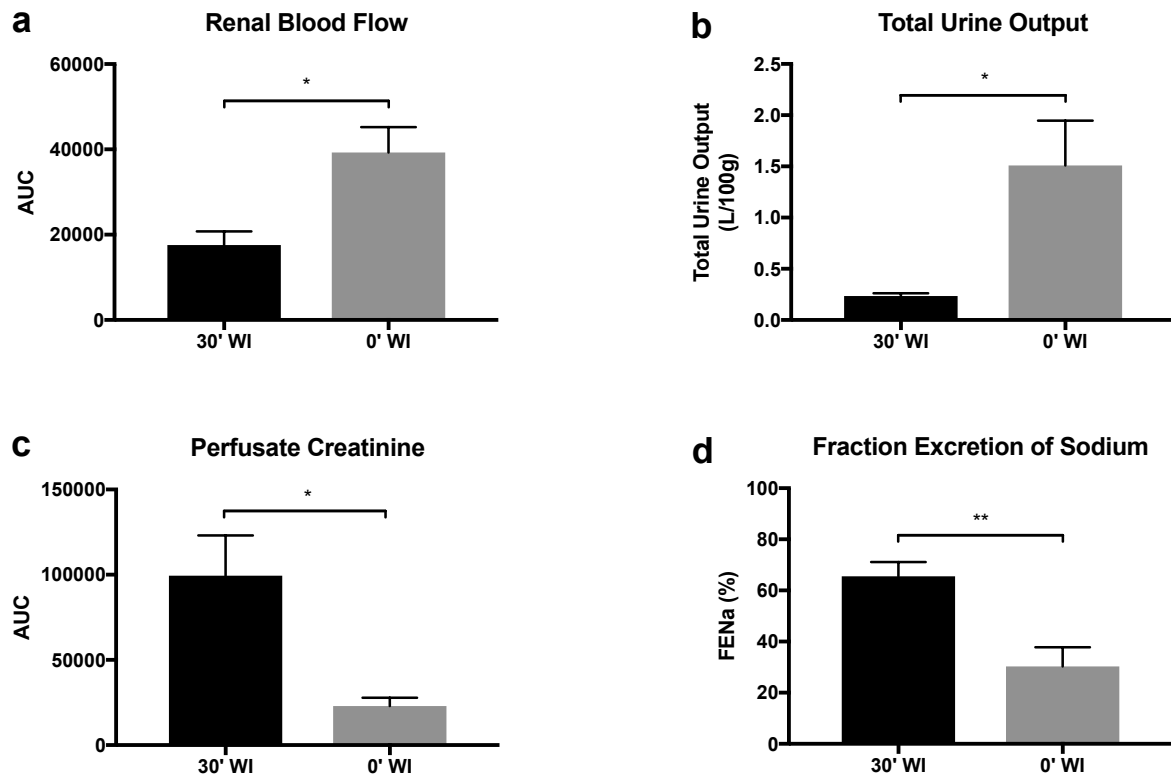 a
Renal Blood Flow
60000
40000
20000
0
AUC
*
30' WI
0' WI
b
Total Urine Output
2.5
2.0
1.5
1.0
0.5
0.0
Total Urine Output
(L/100g)
*
30' WI
0' WI
c
Perfusate Creatinine
150000
100000
50000
0
AUC
*
30' WI
0' WI
d
Fraction Excretion of Sodium
100
80
60
40
20
0
FENa (%)
**
30' WI
0' WI